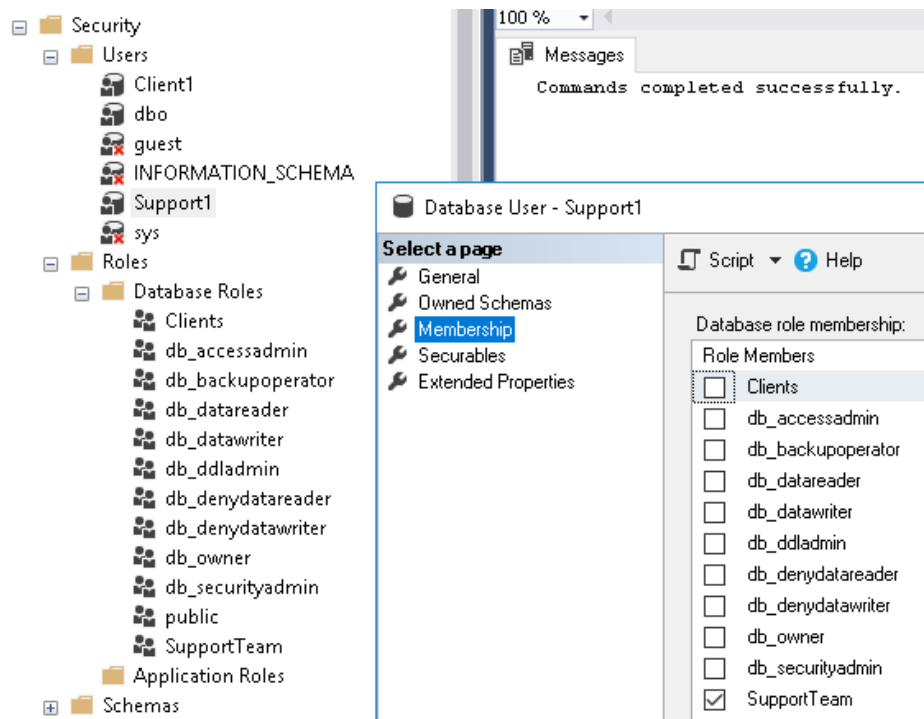 Security
Users
Client1
dbo
guest
INFORMATION_SCHEMA
Support1
sys
Roles
Database Roles
Clients
db_accessadmin
db_backupoperator
db_datareader
db_datawriter
db_ddladmin
db_denydatareader
db_denydatawriter
db_owner
db_securityadmin
public
SupportTeam
Application Roles
Schemas
100 %
Messages
Commands completed successfully.
Database User - Support1
Select a page
General
Owned Schemas
Membership
Securables
Extended Properties
Script
Help
Database role membership:
Role Members
Clients
db_accessadmin
db_backupoperator
db_datareader
db_datawriter
db_ddladmin
db_denydatareader
db_denydatawriter
db_owner
db_securityadmin
SupportTeam